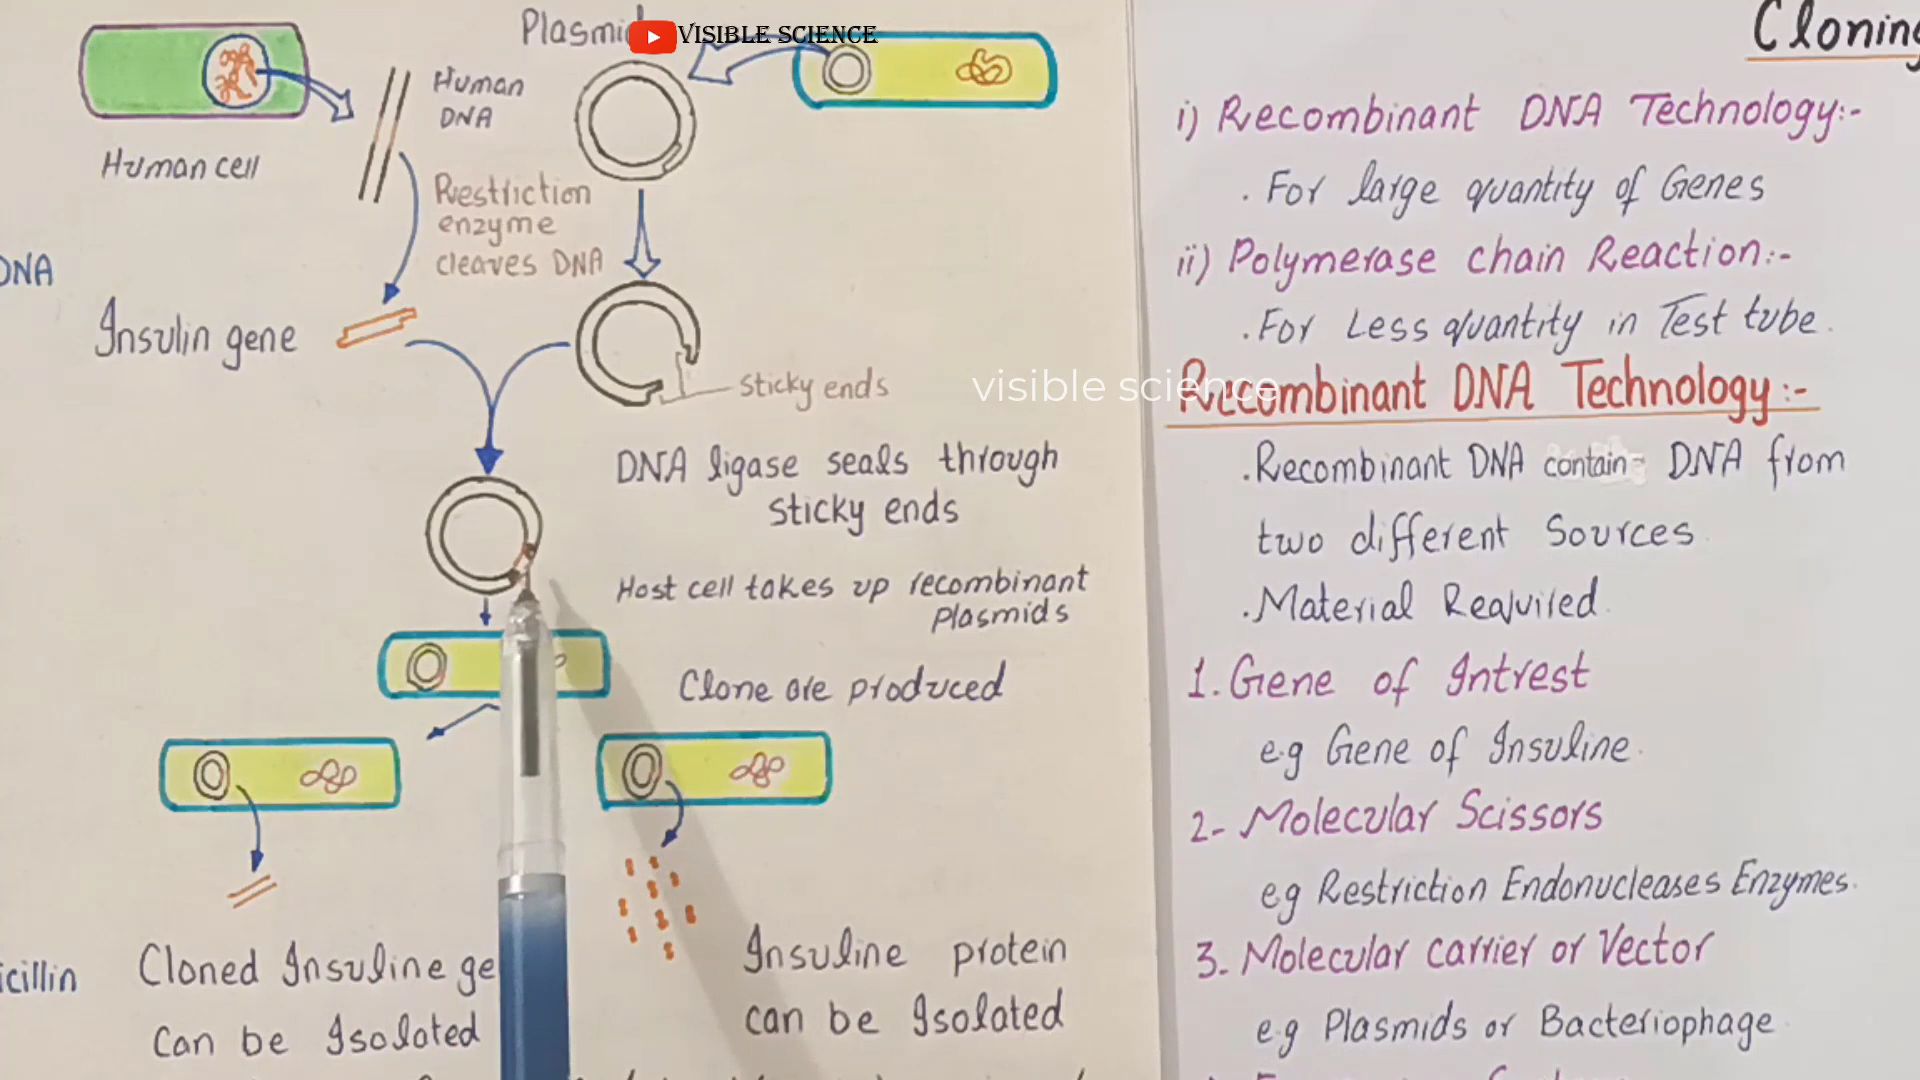 Plasmid
VISIBLE SCIENCE
Human
DNA
Human cell
Restriction
enzyme
cleaves DNA
DNA
Insulin gene
Sticky ends
DNA ligase seals through
Sticky ends
Host cell takes up recombinant
Plasmids
Clone are produced
icillin
Cloned Insuline ge
Can be Isolated
Insuline protein
can be Isolated
visible science
Cloning
i) Recombinant DNA Technology:-
. For large quantity of Genes
ii) Polymerase chain Reaction:-
. For Less quantity in Test tube.
Recombinant DNA Technology:-
. Recombinant DNA contain DNA from
two different Sources.
. Material Reaquired.
1. Gene of Intrest
e.g Gene of Insuline.
2- Molecular Scissors
eg Restriction Endonucleases Enzymes.
3. Molecular carrier or Vector
e.g Plasmids or Bacteriophage